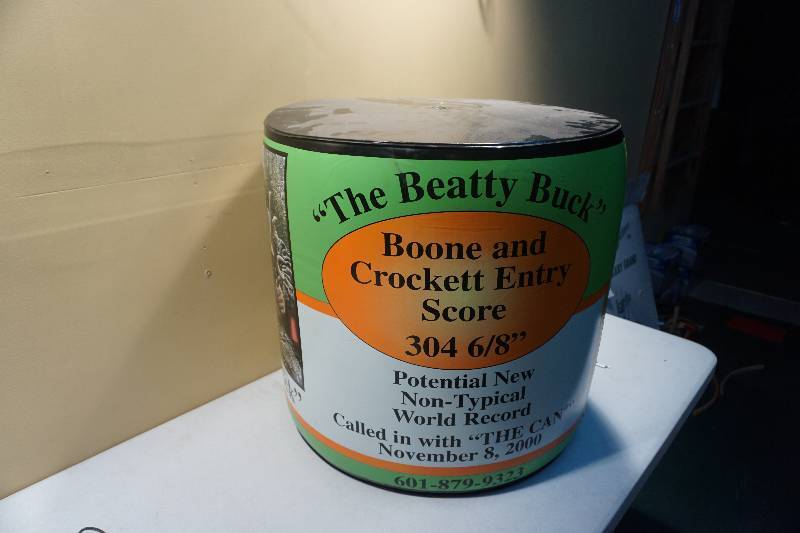 “The Beatty Buck”
Boone and
Crockett Entry
Score
304 6/8”
Potential New
Non-Typical
World Record
Called in with “THE CAN”
November 8, 2000
601-879-9323